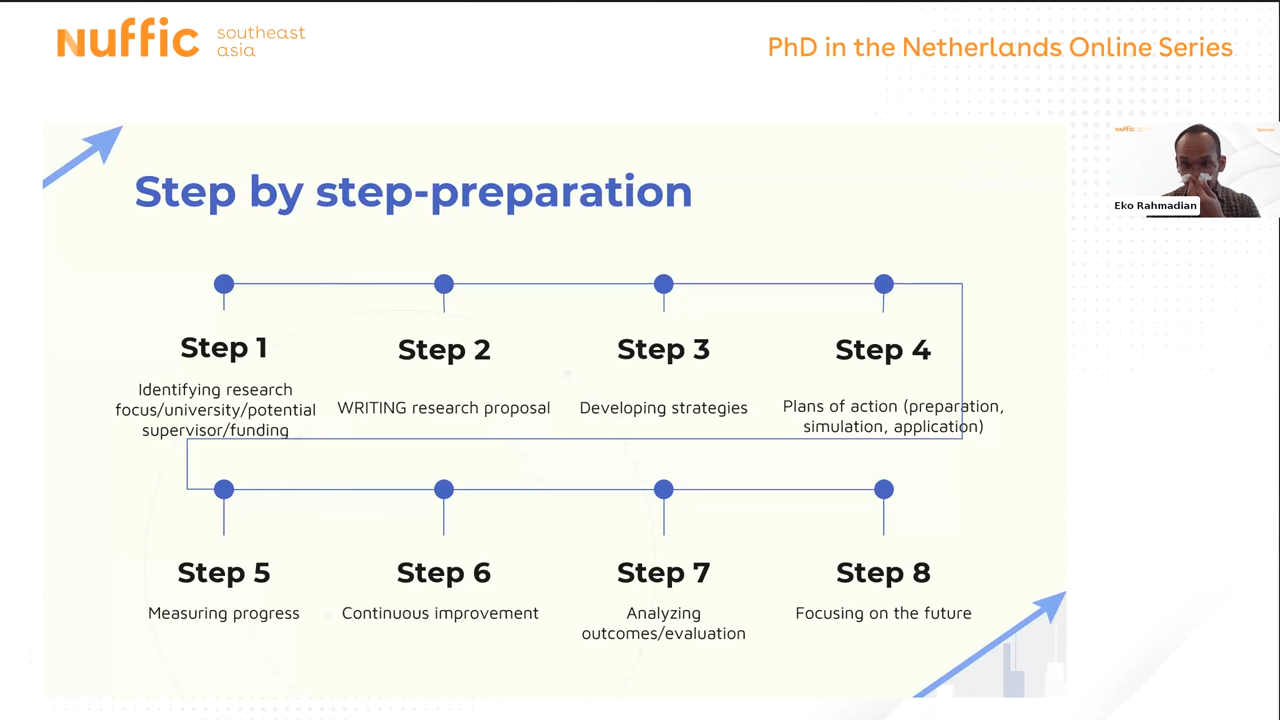 Nuffic southeast
asia
PhD in the Netherlands Online Series
Step by step-preparation
Step 1
Identifying research
focus/university/potential
supervisor/funding
Step 2
WRITING research proposal
Step 3
Developing strategies
Step 4
Plans of action (preparation,
simulation, application)
Step 5
Measuring progress
Step 6
Continuous improvement
Step 7
Analyzing
outcomes/evaluation
Step 8
Focusing on the future
nuffic
Eko Rahmadian